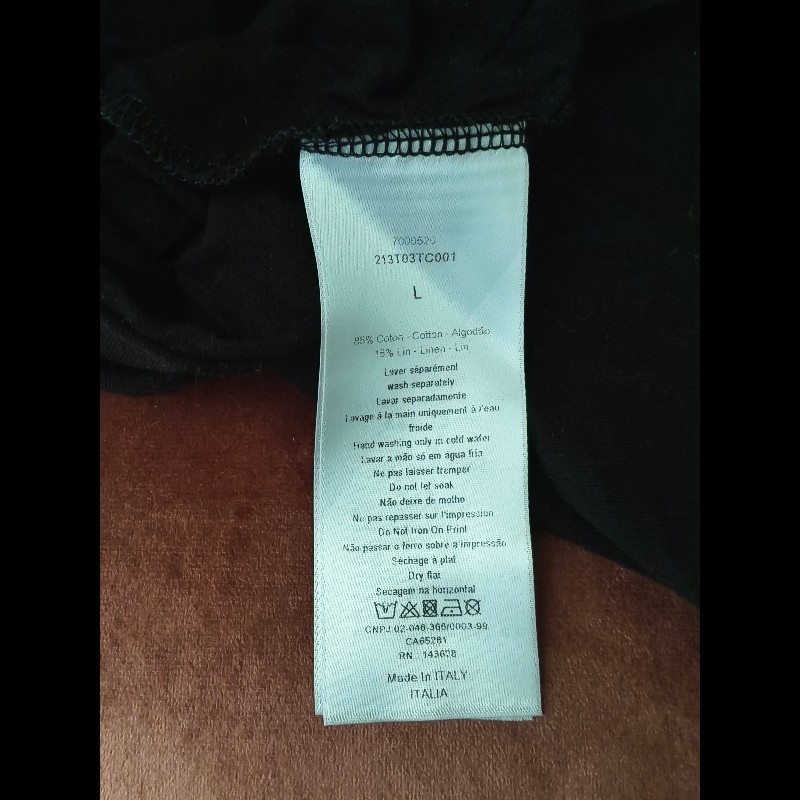 7000520
213T03TC001
L
85% Coton - Cotton - Algodão
15% Lin - Linen - Lin
Laver séparément
wash separately
Lavar separadamente
Lavage à la main uniquement à l'eau
froide
Hand washing only in cold water
Lavar a mão só em água fria
Ne pas laisser tremper
Do not let soak
Não deixe de molho
Ne pas repasser sur l'impression
Do Not Iron On Print
Não passar o ferro sobre a impressão
Séchage à plat
Dry flat
Secagem na horizontal
CNPJ 02-046-366/0003-99
CA65281
RN : 143628
Made In ITALY
ITALIA